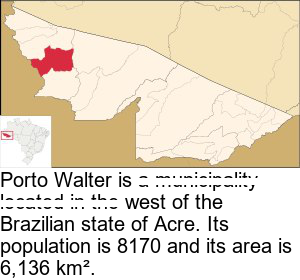 Porto Walter is a municipality
located in the west of the
Brazilian state of Acre. Its
population is 8170 and its area is
6,136 km².